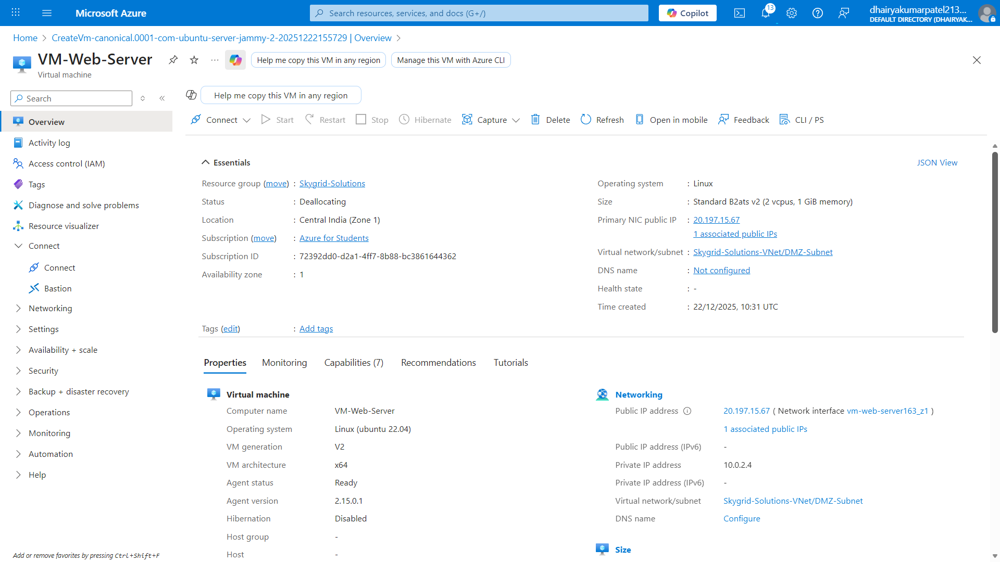 Microsoft Azure
Search resources, services, and docs (G+/)
Copilot
13
dhairyakumarpatel213...
DEFAULT DIRECTORY (DHAIRYAK...
Home > CreateVm-canonical.0001-com-ubuntu-server-jammy-2-20251222155729 | Overview >
VM-Web-Server
Virtual machine
Help me copy this VM in any region
Manage this VM with Azure CLI
Search
Overview
Activity log
Access control (IAM)
Tags
Diagnose and solve problems
Resource visualizer
Connect
Connect
Bastion
Networking
Settings
Availability + scale
Security
Backup + disaster recovery
Operations
Monitoring
Automation
Help
Add or remove favorites by pressing Ctrl+Shift+F
Help me copy this VM in any region
Connect Start Restart Stop Hibernate Capture Delete Refresh Open in mobile Feedback CLI / PS
Essentials
JSON View
Resource group (move) : Skygrid-Solutions
Status : Deallocating
Location : Central India (Zone 1)
Subscription (move) : Azure for Students
Subscription ID : 72392dd0-d2a1-4ff7-8b88-bc3861644362
Availability zone : 1
Operating system : Linux
Size : Standard B2ats v2 (2 vcpus, 1 GiB memory)
Primary NIC public IP : 20.197.15.67
1 associated public IPs
Virtual network/subnet : Skygrid-Solutions-VNet/DMZ-Subnet
DNS name : Not configured
Health state : -
Time created : 22/12/2025, 10:31 UTC
Tags (edit) : Add tags
Properties Monitoring Capabilities (7) Recommendations Tutorials
Virtual machine
Computer name VM-Web-Server
Operating system Linux (ubuntu 22.04)
VM generation V2
VM architecture x64
Agent status Ready
Agent version 2.15.0.1
Hibernation Disabled
Host group -
Host -
Networking
Public IP address 20.197.15.67 ( Network interface vm-web-server163_z1 )
1 associated public IPs
Public IP address (IPv6) -
Private IP address 10.0.2.4
Private IP address (IPv6) -
Virtual network/subnet Skygrid-Solutions-VNet/DMZ-Subnet
DNS name Configure
Size